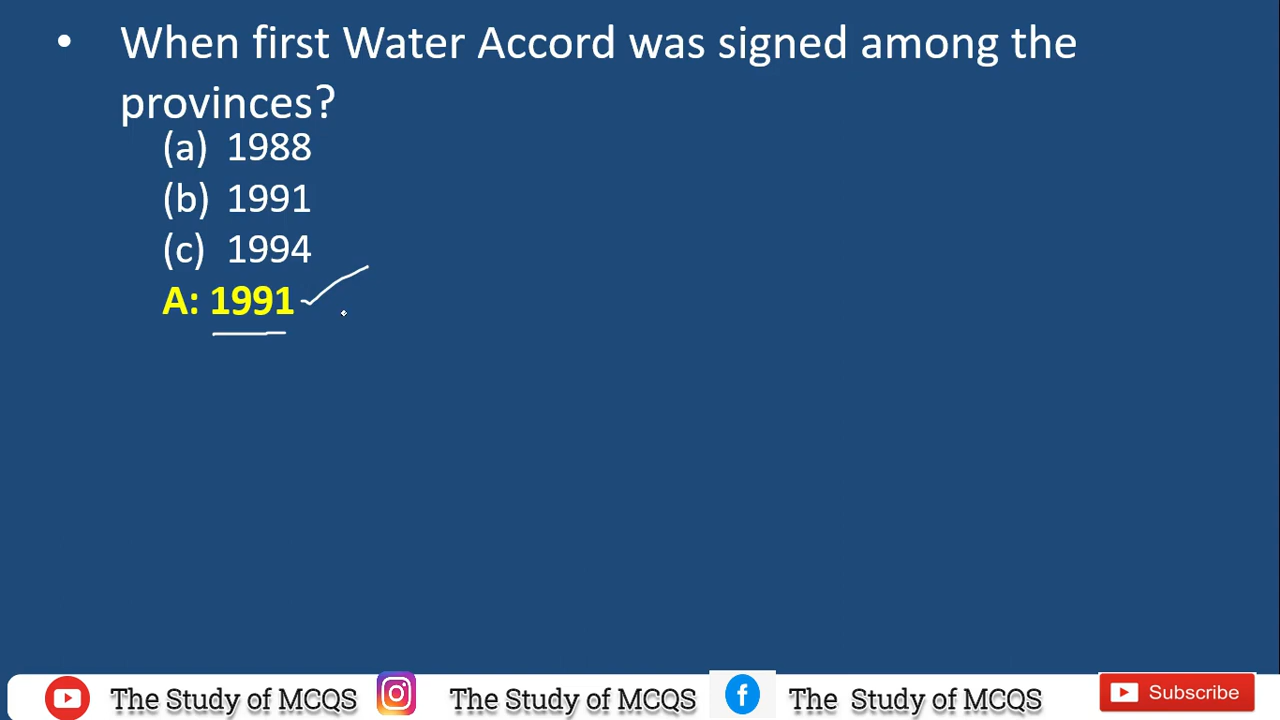 • When first Water Accord was signed among the
provinces?
(a) 1988
(b) 1991
(c) 1994
A: 1991
The Study of MCQS The Study of MCQS The Study of MCQS Subscribe